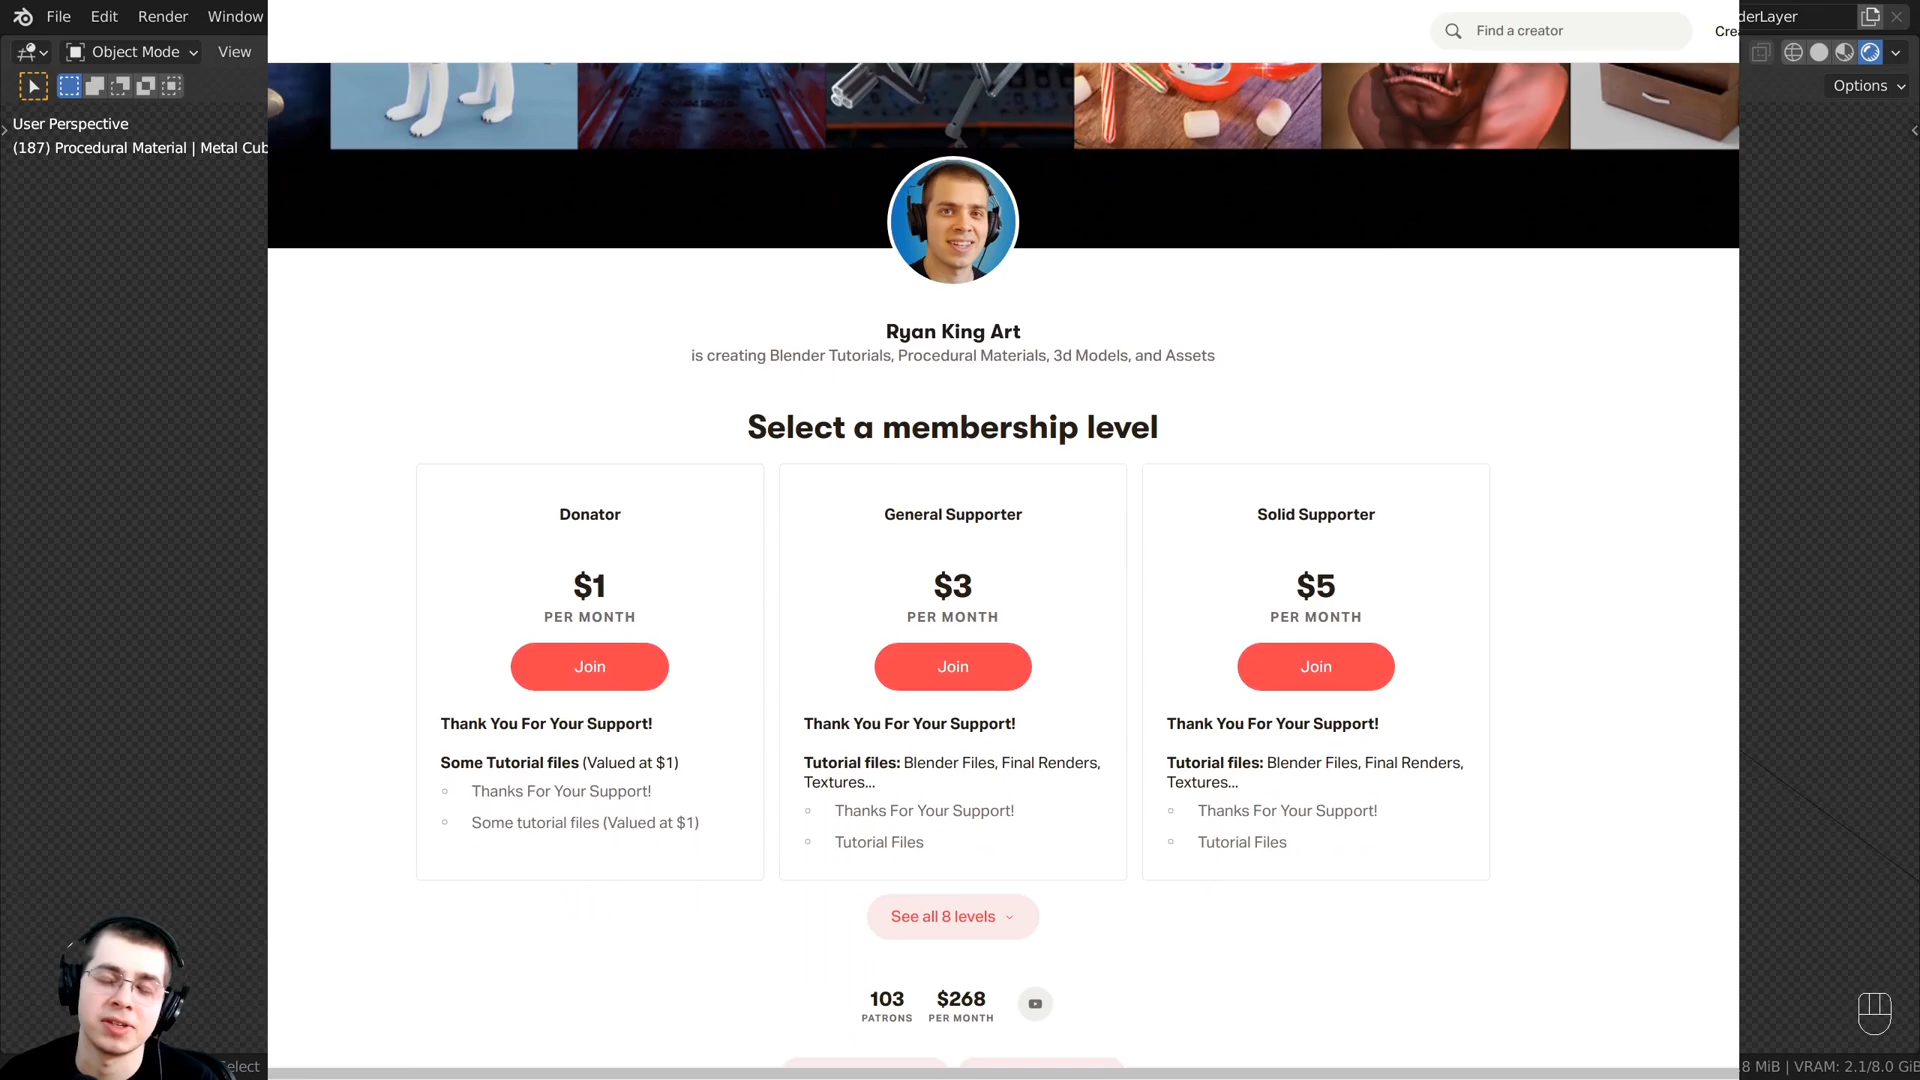 File Edit Render Window
Find a creator
Object Mode View
Options
User Perspective
(187) Procedural Material | Metal Cub
Ryan King Art
is creating Blender Tutorials, Procedural Materials, 3d Models, and Assets
Select a membership level
Donator
$1
PER MONTH
Join
Thank You For Your Support!
Some Tutorial files (Valued at $1)
Thanks For Your Support!
Some tutorial files (Valued at $1)
General Supporter
$3
PER MONTH
Join
Thank You For Your Support!
Tutorial files: Blender Files, Final Renders,
Textures...
Thanks For Your Support!
Tutorial Files
Solid Supporter
$5
PER MONTH
Join
Thank You For Your Support!
Tutorial files: Blender Files, Final Renders,
Textures...
Thanks For Your Support!
Tutorial Files
See all 8 levels
103 $268
PATRONS PER MONTH
8 MiB | VRAM: 2.1/8.0 GiB